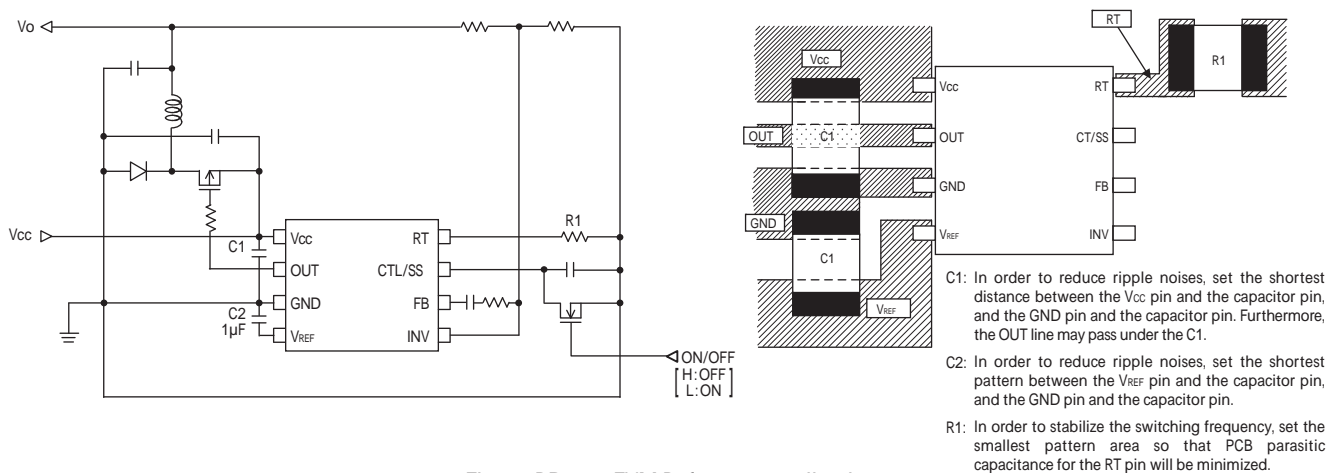 Vo
Vcc
C1
C2
1μF
Vcc
OUT
GND
VREF
RT
CTL/SS
FB
INV
R1
ON/OFF
H:OFF
L:ON
Vcc
OUT
C1
GND
C1
VREF
Vcc
OUT
GND
VREF
RT
CT/SS
FB
INV
RT
R1
C1: In order to reduce ripple noises, set the shortest
distance between the Vcc pin and the capacitor pin,
and the GND pin and the capacitor pin. Furthermore,
the OUT line may pass under the C1.
C2: In order to reduce ripple noises, set the shortest
pattern between the VREF pin and the capacitor pin,
and the GND pin and the capacitor pin.
R1: In order to stabilize the switching frequency, set the
smallest pattern area so that PCB parasitic
capacitance for the RT pin will be minimized.